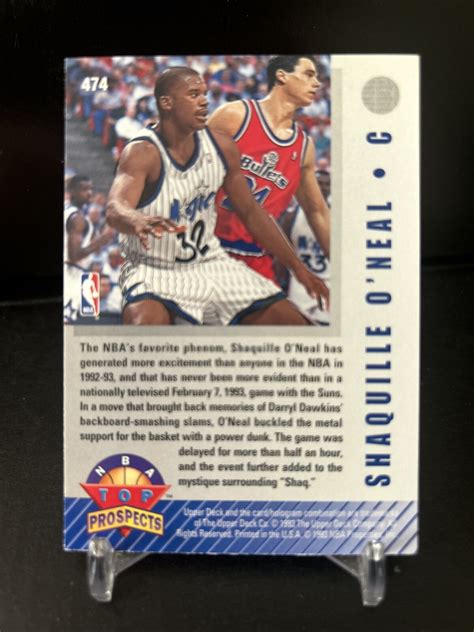 474
Magic
32
Bullets
24
33
NBA
SHAQUILLE O'NEAL • C
The NBA's favorite phenom, Shaquille O'Neal has
generated more excitement than anyone in the NBA in
1992-93, and that has never been more evident than in a
nationally televised February 7, 1993, game with the Suns.
In a move that brought back memories of Darryl Dawkins'
backboard-smashing slams, O'Neal buckled the metal
support for the basket with a power dunk. The game was
delayed for more than half an hour,
and the event further added to the
mystique surrounding "Shaq."
NBA
TOP
PROSPECTS
TM
Upper Deck and the card/hologram combination are the
of The Upper Deck Co. © 1993 The Upper Deck Company. All
Rights Reserved. Printed in the U.S.A. © 1993 NBA Properties, Inc.